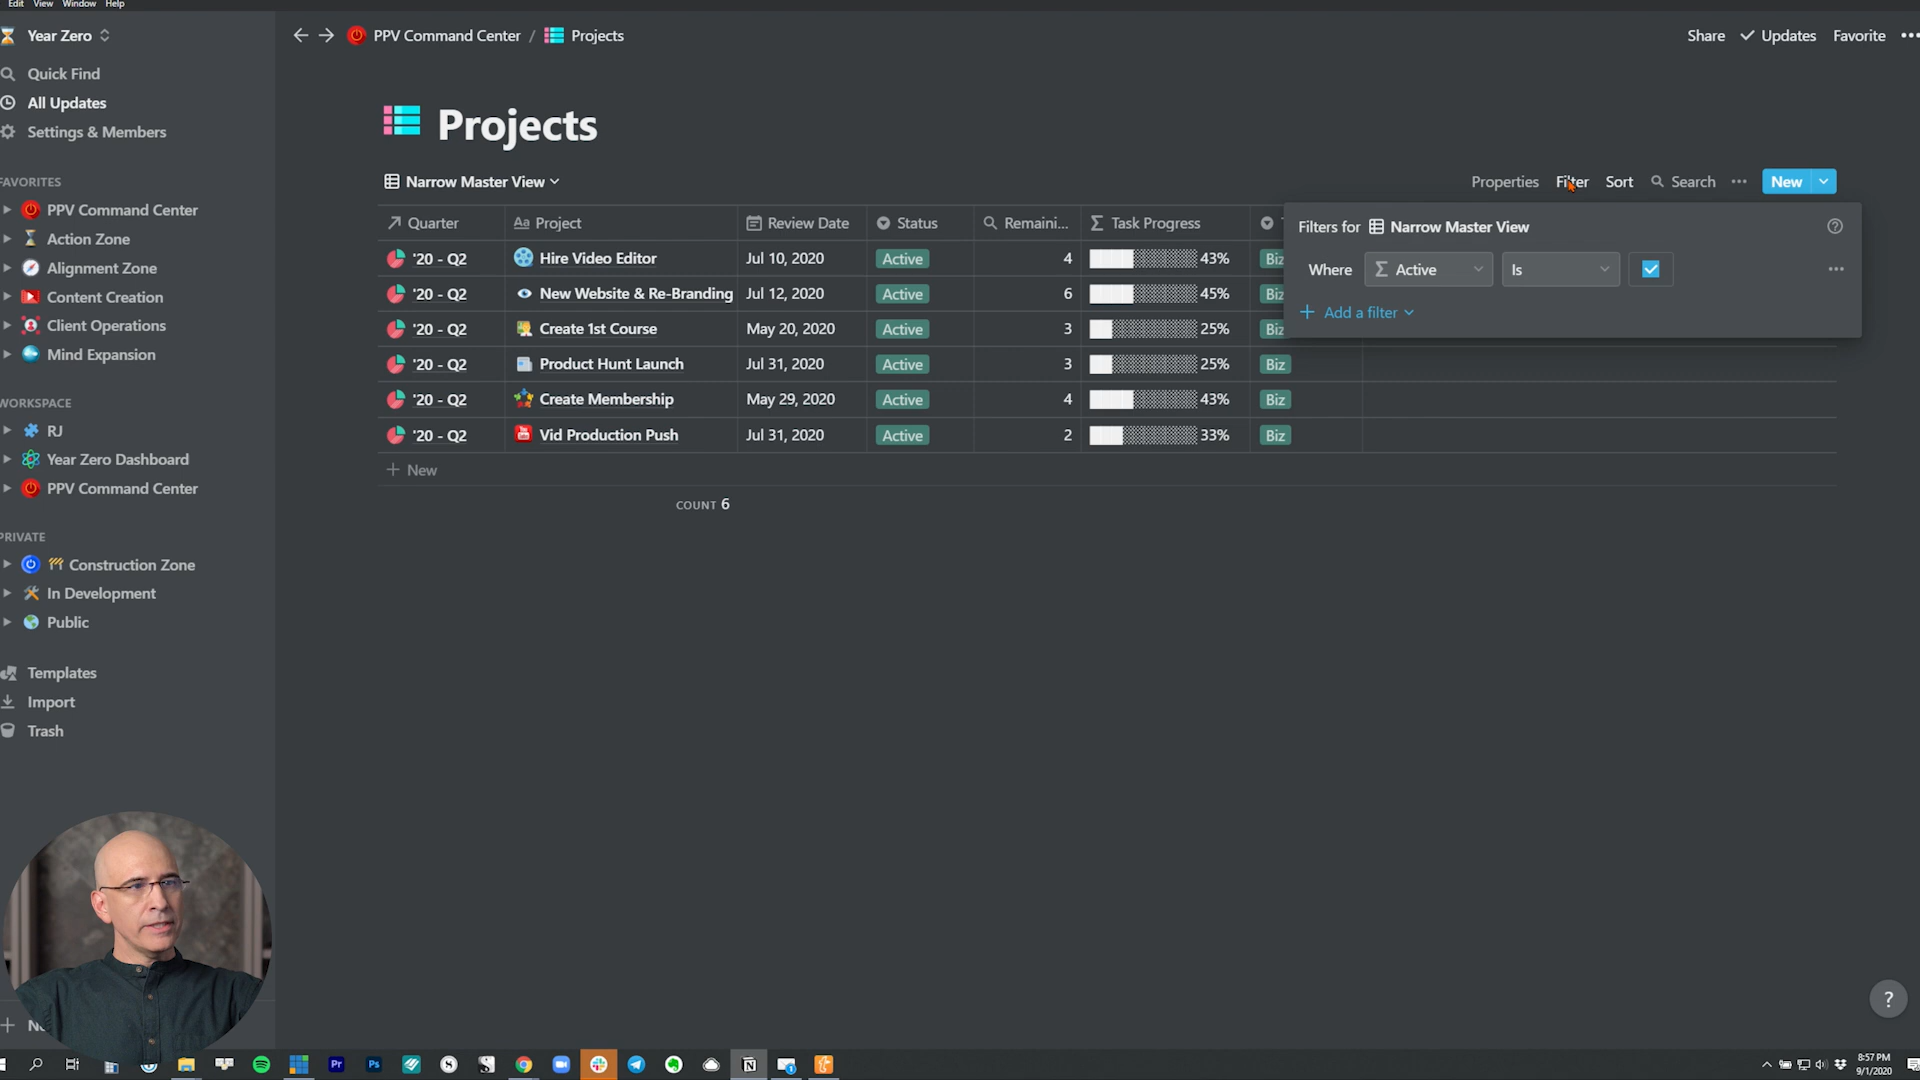 Edit View Window Help
Year Zero
PPV Command Center / Projects
Share Updates Favorite
Quick Find
All Updates
Settings & Members
Projects
FAVORITES
PPV Command Center
Action Zone
Alignment Zone
Content Creation
Client Operations
Mind Expansion
WORKSPACE
RJ
Year Zero Dashboard
PPV Command Center
PRIVATE
Construction Zone
In Development
Public
Templates
Import
Trash
Narrow Master View
Properties Filter Sort Search New
Quarter Aa Project Review Date Status Remaini... Σ Task Progress
'20 - Q2 Hire Video Editor Jul 10, 2020 Active 4 43% Biz
'20 - Q2 New Website & Re-Branding Jul 12, 2020 Active 6 45% Biz
'20 - Q2 Create 1st Course May 20, 2020 Active 3 25% Biz
'20 - Q2 Product Hunt Launch Jul 31, 2020 Active 3 25% Biz
'20 - Q2 Create Membership May 29, 2020 Active 4 43% Biz
'20 - Q2 Vid Production Push Jul 31, 2020 Active 2 33% Biz
+ New
COUNT 6
Filters for Narrow Master View
Where Σ Active Is
+ Add a filter
?
Pr Ps
8:57 PM
9/1/2020